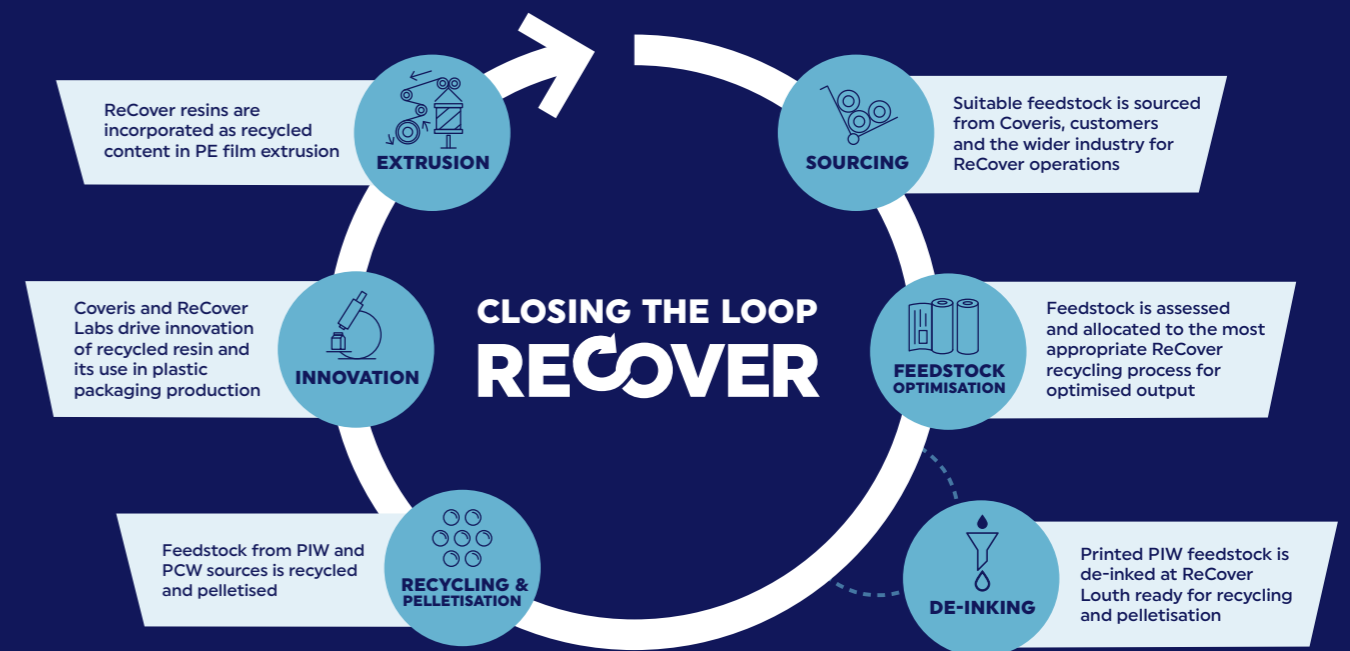 CLOSING THE LOOP
RECOVER
SOURCING
Suitable feedstock is sourced
from Coveris, customers
and the wider industry for
ReCover operations
FEEDSTOCK
OPTIMISATION
Feedstock is assessed
and allocated to the most
appropriate ReCover
recycling process for
optimised output
DE-INKING
Printed PIW feedstock is
de-inked at ReCover
Louth ready for recycling
and pelletisation
RECYCLING &
PELLETISATION
Feedstock from PIW and
PCW sources is recycled
and pelletised
INNOVATION
Coveris and ReCover
Labs drive innovation
of recycled resin and
its use in plastic
packaging production
EXTRUSION
ReCover resins are
incorporated as recycled
content in PE film extrusion